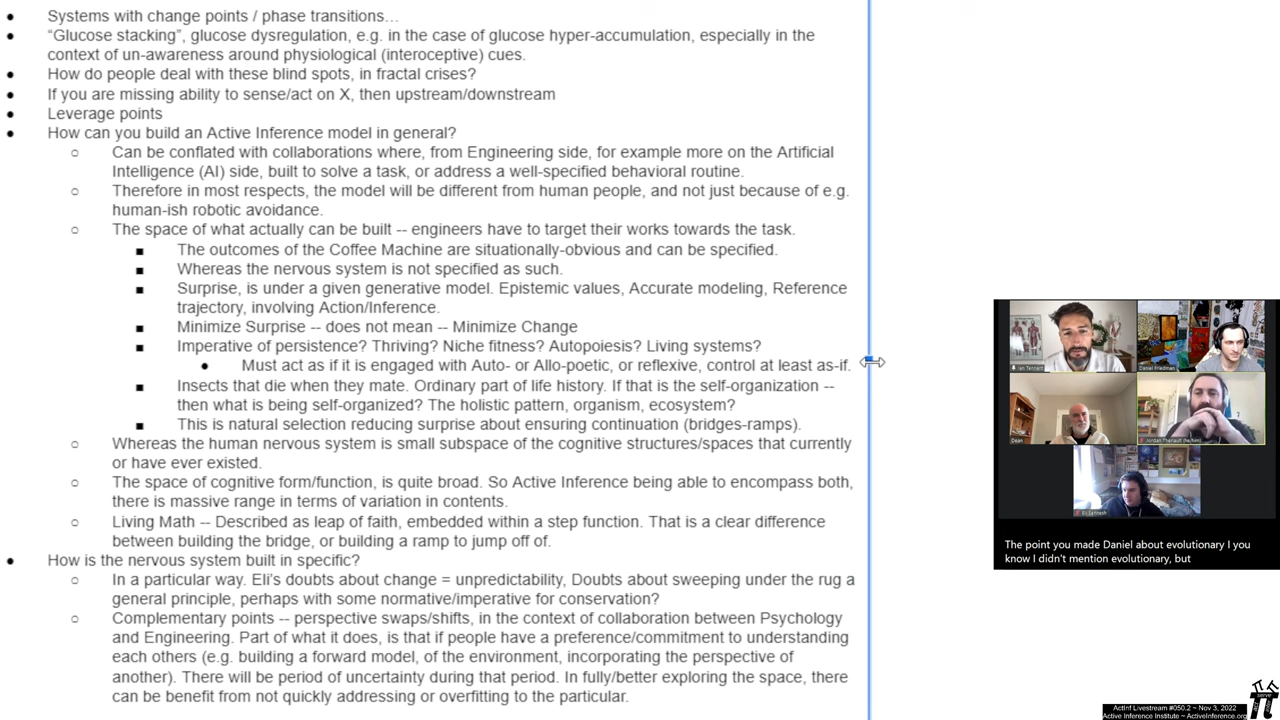 Systems with change points / phase transitions…
“Glucose stacking”, glucose dysregulation, e.g. in the case of glucose hyper-accumulation, especially in the
context of un-awareness around physiological (interoceptive) cues.
How do people deal with these blind spots, in fractal crises?
If you are missing ability to sense/act on X, then upstream/downstream
Leverage points
How can you build an Active Inference model in general?
Can be conflated with collaborations where, from Engineering side, for example more on the Artificial
Intelligence (AI) side, built to solve a task, or address a well-specified behavioral routine.
Therefore in most respects, the model will be different from human people, and not just because of e.g.
human-ish robotic avoidance.
The space of what actually can be built -- engineers have to target their works towards the task.
The outcomes of the Coffee Machine are situationally-obvious and can be specified.
Whereas the nervous system is not specified as such.
Surprise, is under a given generative model. Epistemic values, Accurate modeling, Reference
trajectory, involving Action/Inference.
Minimize Surprise -- does not mean -- Minimize Change
Imperative of persistence? Thriving? Niche fitness? Autopoiesis? Living systems?
Must act as if it is engaged with Auto- or Allo-poetic, or reflexive, control at least as-if.
Insects that die when they mate. Ordinary part of life history. If that is the self-organization --
then what is being self-organized? The holistic pattern, organism, ecosystem?
This is natural selection reducing surprise about ensuring continuation (bridges-ramps).
Whereas the human nervous system is small subspace of the cognitive structures/spaces that currently
or have ever existed.
The space of cognitive form/function, is quite broad. So Active Inference being able to encompass both,
there is massive range in terms of variation in contents.
Living Math -- Described as leap of faith, embedded within a step function. That is a clear difference
between building the bridge, or building a ramp to jump off of.
How is the nervous system built in specific?
In a particular way. Eli's doubts about change = unpredictability, Doubts about sweeping under the rug a
general principle, perhaps with some normative/imperative for conservation?
Complementary points -- perspective swaps/shifts, in the context of collaboration between Psychology
and Engineering. Part of what it does, is that if people have a preference/commitment to understanding
each others (e.g. building a forward model, of the environment, incorporating the perspective of
another). There will be period of uncertainty during that period. In fully/better exploring the space, there
can be benefit from not quickly addressing or overfitting to the particular.
Ian Tennant
Daniel Friedman
Dean
Jordan Theriault (he/him)
The point you made Daniel about evolutionary I you
know I didn't mention evolutionary, but
ActInf Livestream #050.2 ~ Nov 3, 2022
Active Inference Institute ~ ActiveInference.org